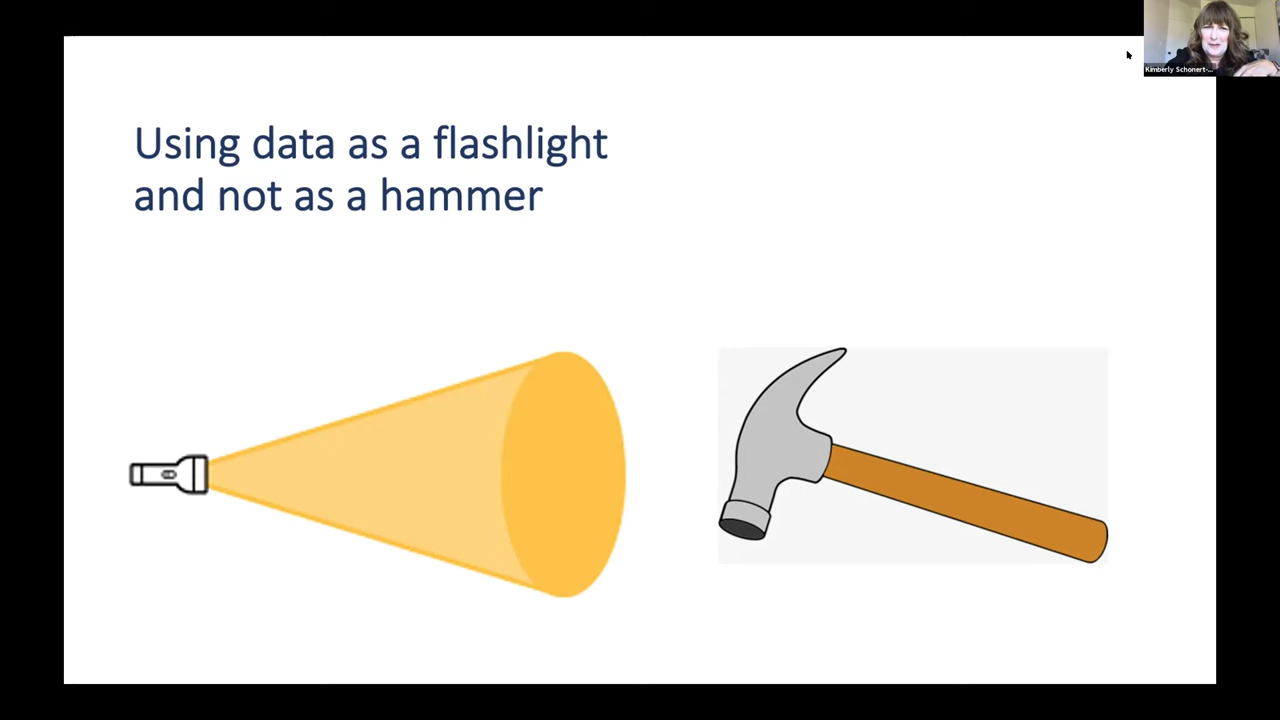 Using data as a flashlight
and not as a hammer
Kimberly Schonert-...